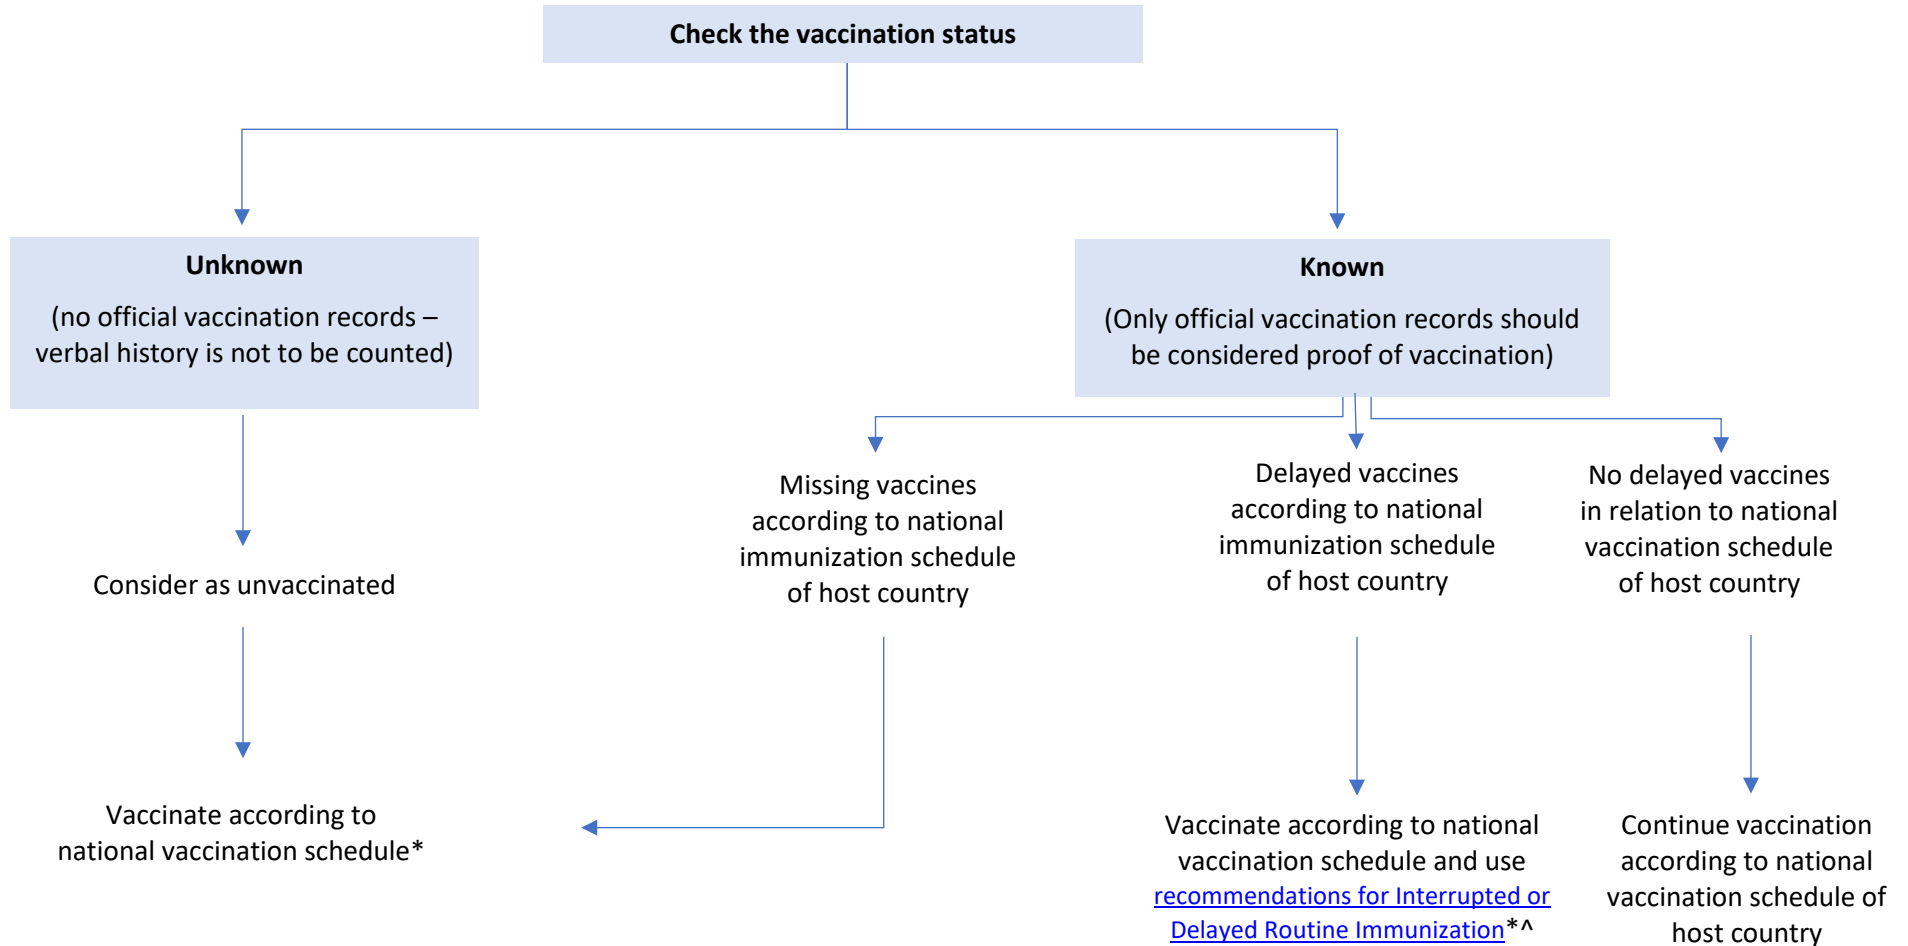 Check the vaccination status
Unknown
(no official vaccination records –
verbal history is not to be counted)
Known
(Only official vaccination records should
be considered proof of vaccination)
Consider as unvaccinated
Missing vaccines
according to national
immunization schedule
of host country
Delayed vaccines
according to national
immunization schedule
of host country
No delayed vaccines
in relation to national
vaccination schedule
of host country
Vaccinate according to
national vaccination schedule*
Vaccinate according to national
vaccination schedule and use
recommendations for Interrupted or
Delayed Routine Immunization*^
Continue vaccination
according to national
vaccination schedule of
host country